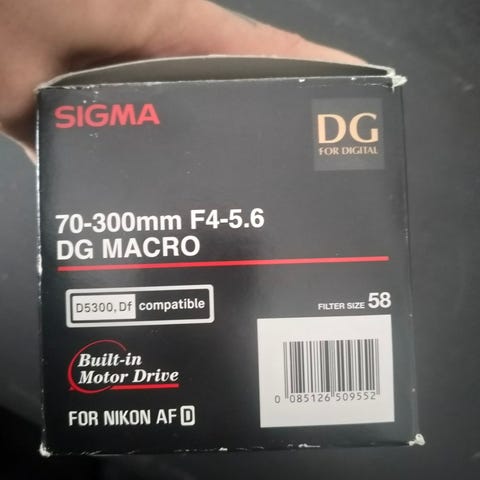 SIGMA
DG
FOR DIGITAL
70-300mm F4-5.6
DG MACRO
D5300, Df compatible
FILTER SIZE 58
Built-in
Motor Drive
FOR NIKON AF D
0 085126 509552